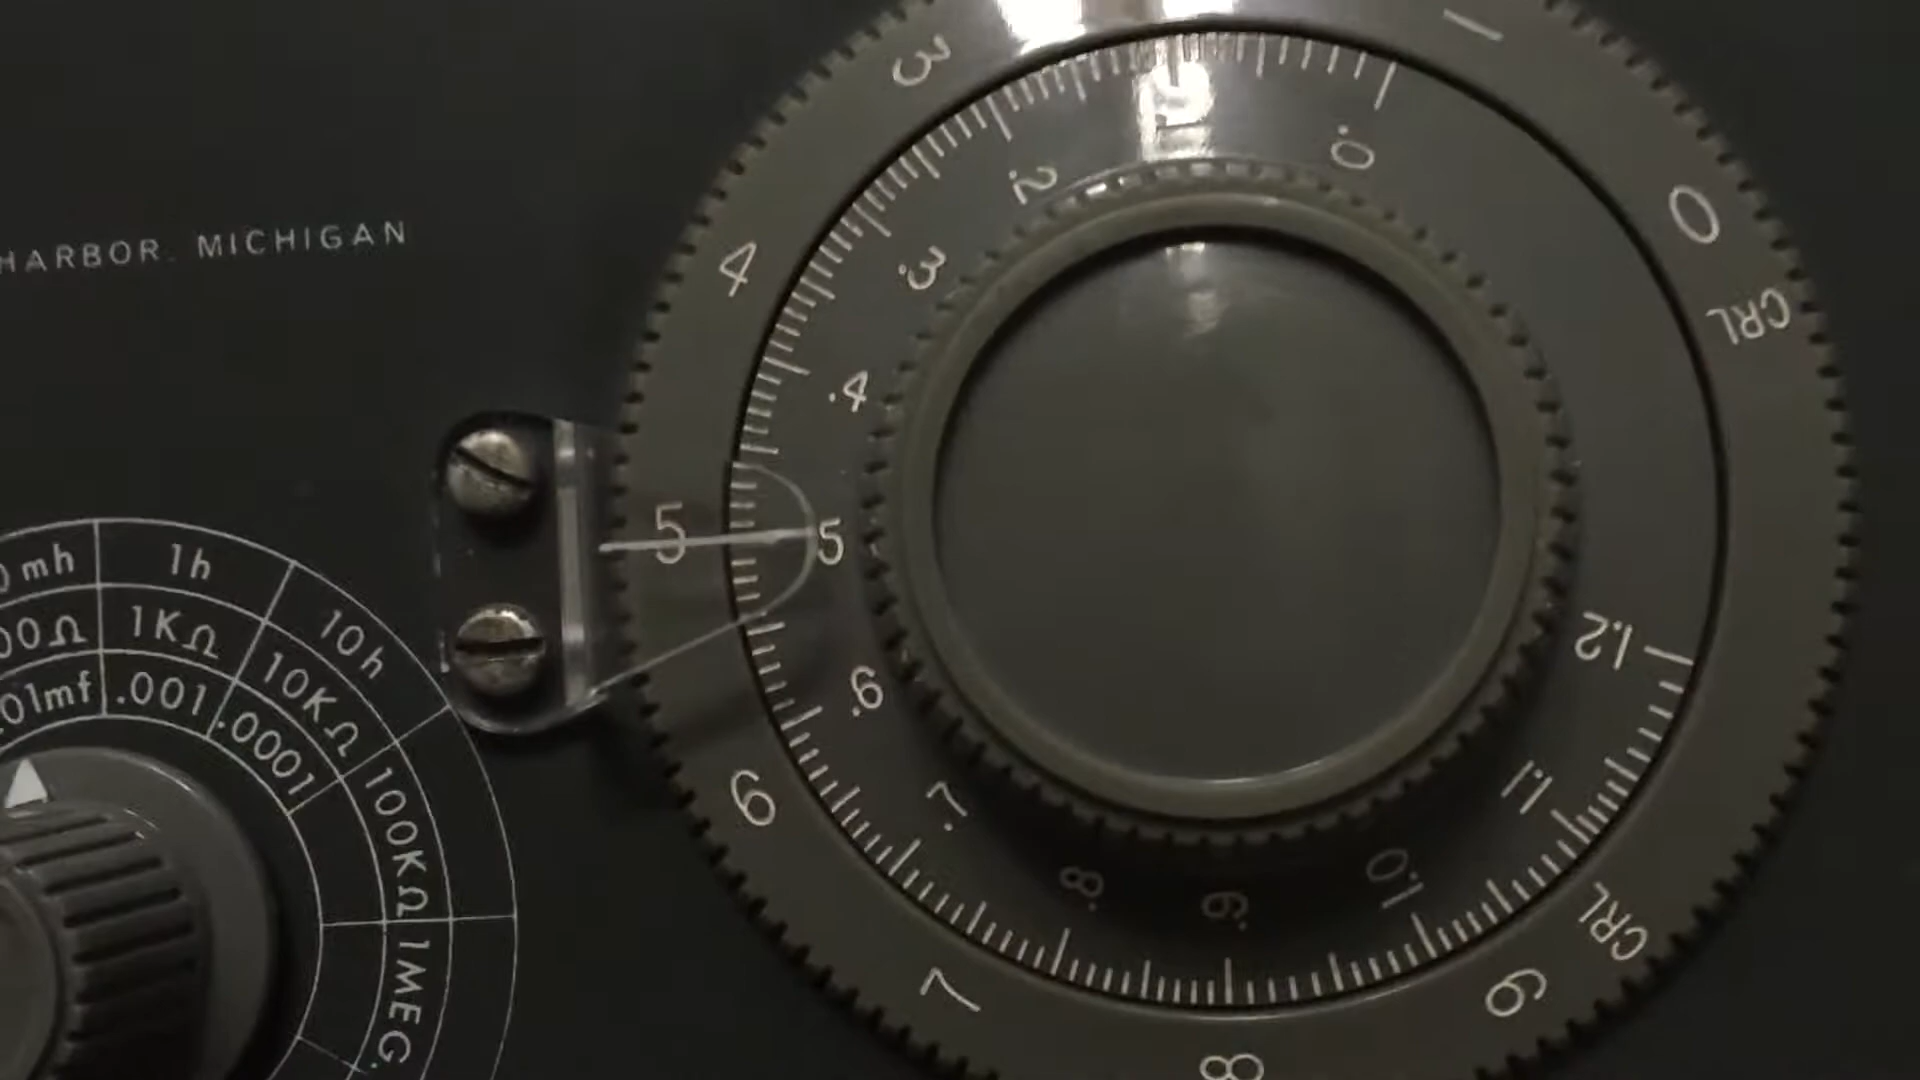 HARBOR. MICHIGAN
mh
1h
10h
00Ω
1KΩ
10KΩ
100KΩ
1MEG.
01mf
.001
.0001
0
1
3
4
5
6
7
8
9
CRL
CRL
.0
.1
.2
.3
.4
.5
.6
.7
.8
.9
1.0
1.1
1.2